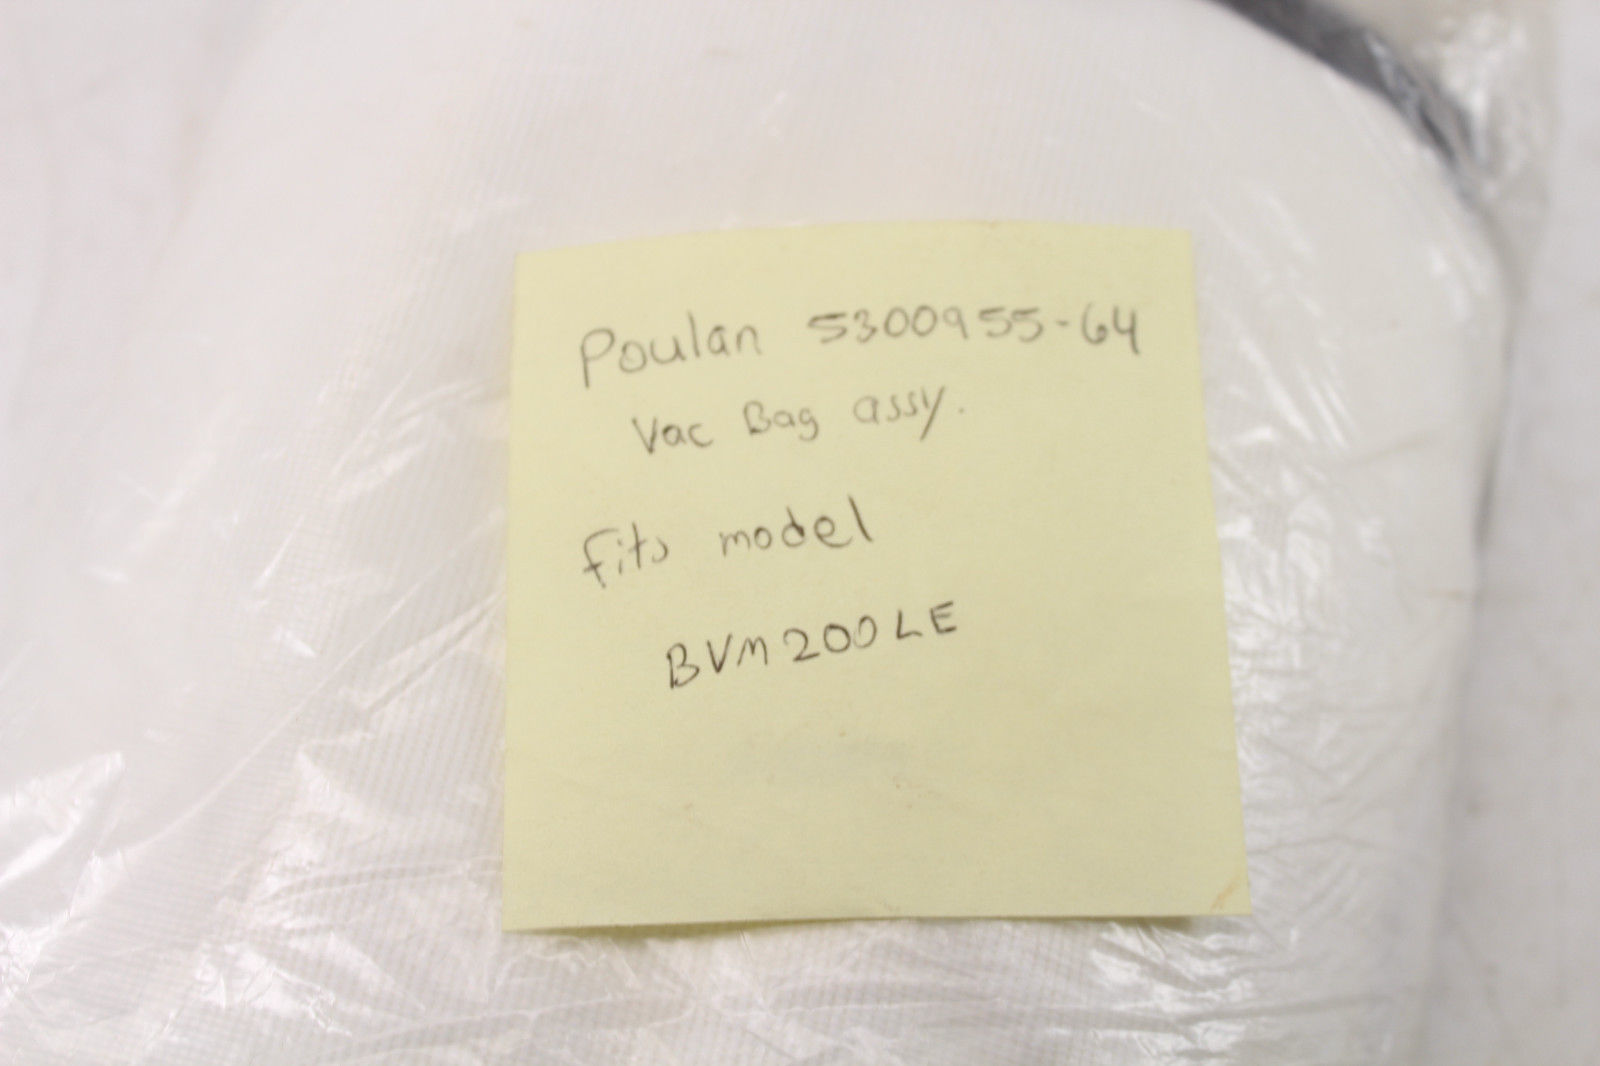 Poulan 5300955-64
Vac Bag assy.
fits model
BVM200LE